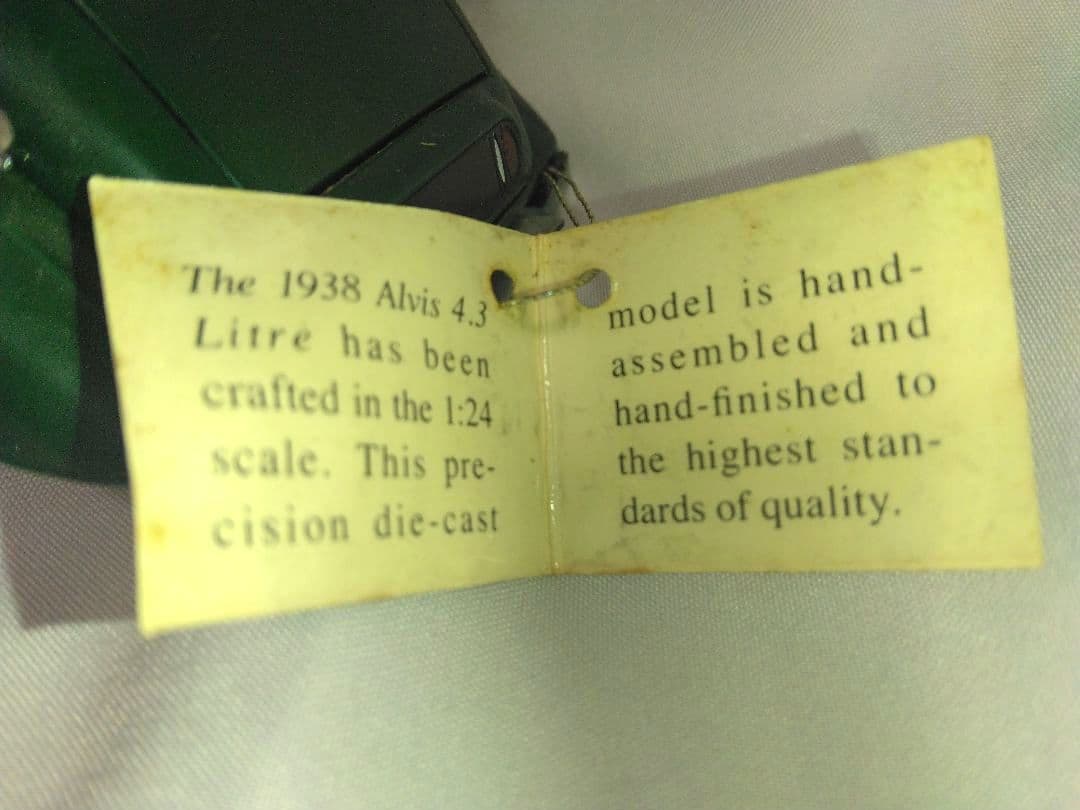 The 1938 Alvis 4.3
Litre has been
crafted in the 1:24
scale. This pre-
cision die-cast
model is hand-
assembled and
hand-finished to
the highest stan-
dards of quality.